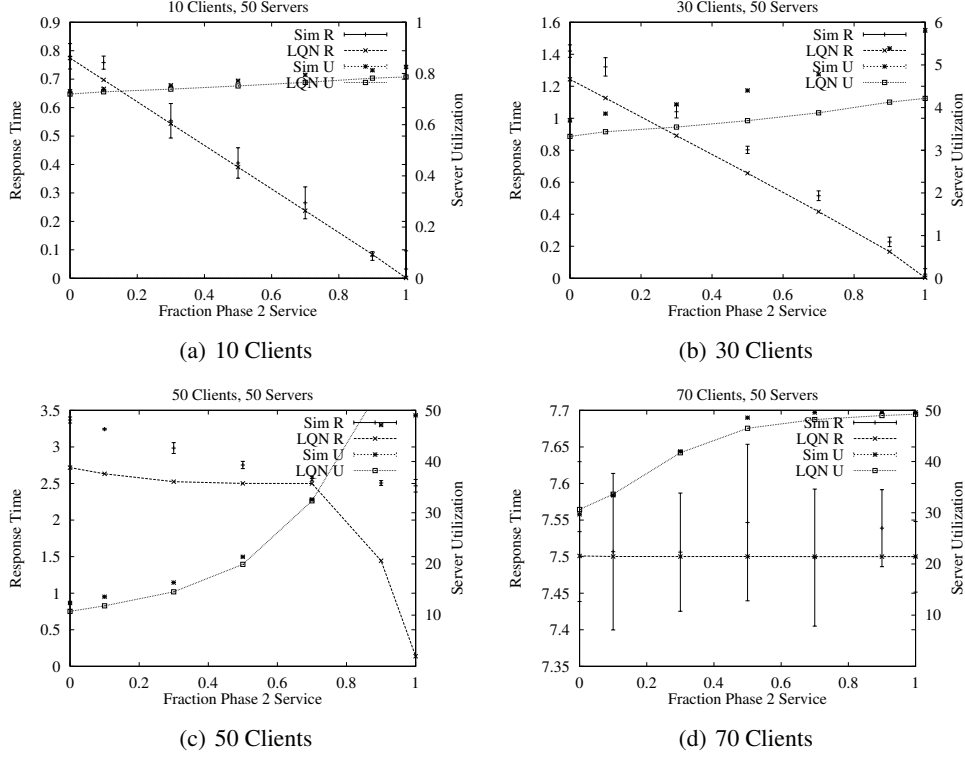 10 Clients, 50 Servers
0.9
0.8
0.7
0.6
0.5
0.4
0.3
0.2
0.1
0
Response Time
0 0.2 0.4 0.6 0.8 1
Fraction Phase 2 Service
1
0.8
0.6
0.4
0.2
0
Server Utilization
Sim R
LQN R
Sim U
LQN U
(a) 10 Clients
30 Clients, 50 Servers
1.6
1.4
1.2
1
0.8
0.6
0.4
0.2
0
Response Time
0 0.2 0.4 0.6 0.8 1
Fraction Phase 2 Service
6
5
4
3
2
1
0
Server Utilization
Sim R
LQN R
Sim U
LQN U
(b) 30 Clients
50 Clients, 50 Servers
3.5
3
2.5
2
1.5
1
0.5
0
Response Time
0 0.2 0.4 0.6 0.8 1
Fraction Phase 2 Service
50
40
30
20
10
Server Utilization
Sim R
LQN R
Sim U
LQN U
(c) 50 Clients
70 Clients, 50 Servers
7.7
7.65
7.6
7.55
7.5
7.45
7.4
7.35
Response Time
0 0.2 0.4 0.6 0.8 1
Fraction Phase 2 Service
50
40
30
20
10
Server Utilization
Sim R
LQN R
Sim U
LQN U
(d) 70 Clients